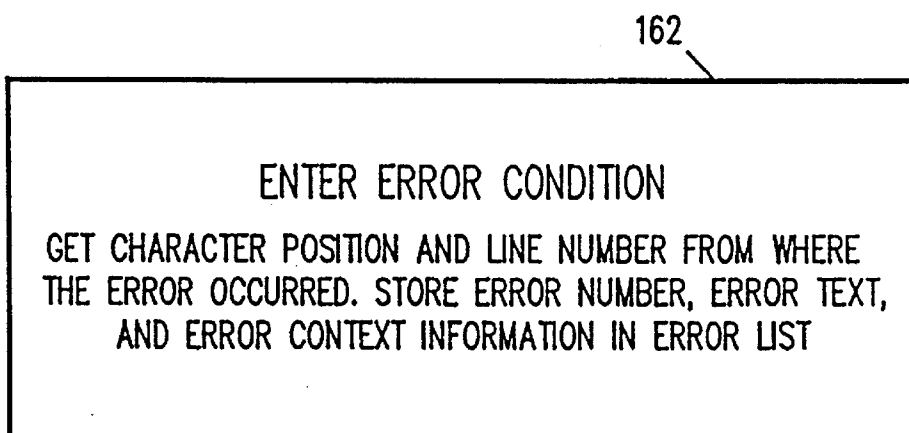 162
ENTER ERROR CONDITION
GET CHARACTER POSITION AND LINE NUMBER FROM WHERE
THE ERROR OCCURRED. STORE ERROR NUMBER, ERROR TEXT,
AND ERROR CONTEXT INFORMATION IN ERROR LIST